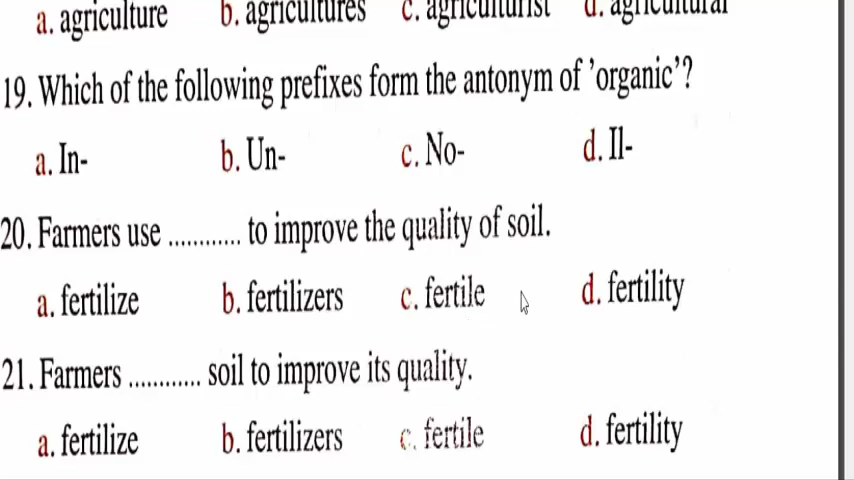 a. agriculture b. agricultures c. agriculturist d. agricultural
19. Which of the following prefixes form the antonym of ’organic’?
a. In- b. Un- c. No- d. Il-
20. Farmers use ............ to improve the quality of soil.
a. fertilize b. fertilizers c. fertile d. fertility
21. Farmers ............ soil to improve its quality.
a. fertilize b. fertilizers c. fertile d. fertility